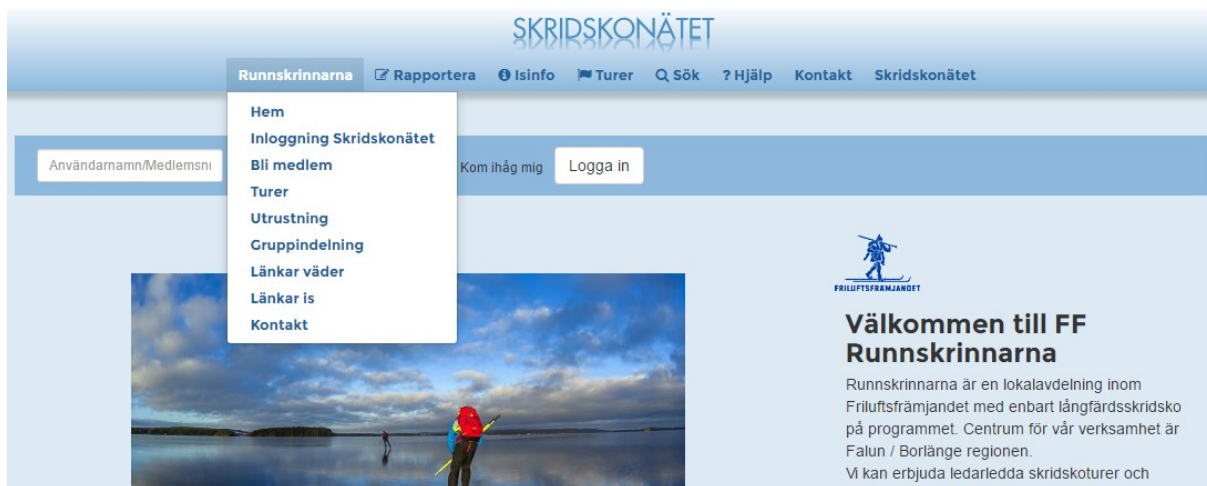 SKRIDSKONÄTET
Runnskrinnarna Rapportera Isinfo Turer Sök ? Hjälp Kontakt Skridskonätet
Hem
Inloggning Skridskonätet
Bli medlem
Turer
Utrustning
Gruppindelning
Länkar väder
Länkar is
Kontakt
Användarnamn/Medlemsnu Kom ihåg mig Logga in
FRILUFTSFRÄMJANDET
Välkommen till FF
Runnskrinnarna
Runnskrinnarna är en lokalavdelning inom
Friluftsfrämjandet med enbart långfärdsskridsko
på programmet. Centrum för vår verksamhet är
Falun / Borlänge regionen.
Vi kan erbjuda ledarledda skridskoturer och